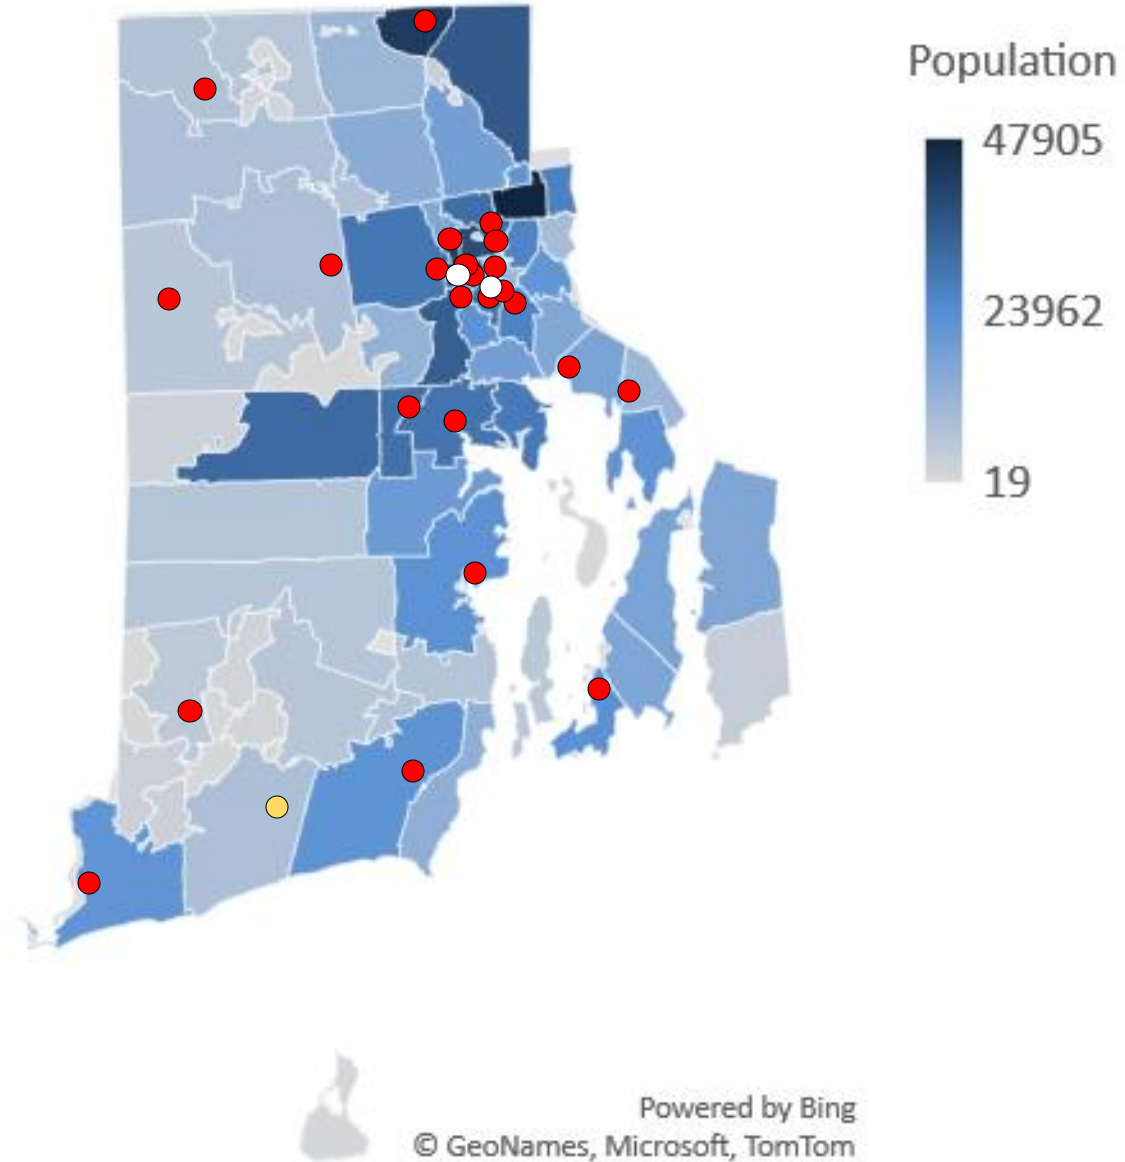 Population
47905
23962
19
Powered by Bing
© GeoNames, Microsoft, TomTom